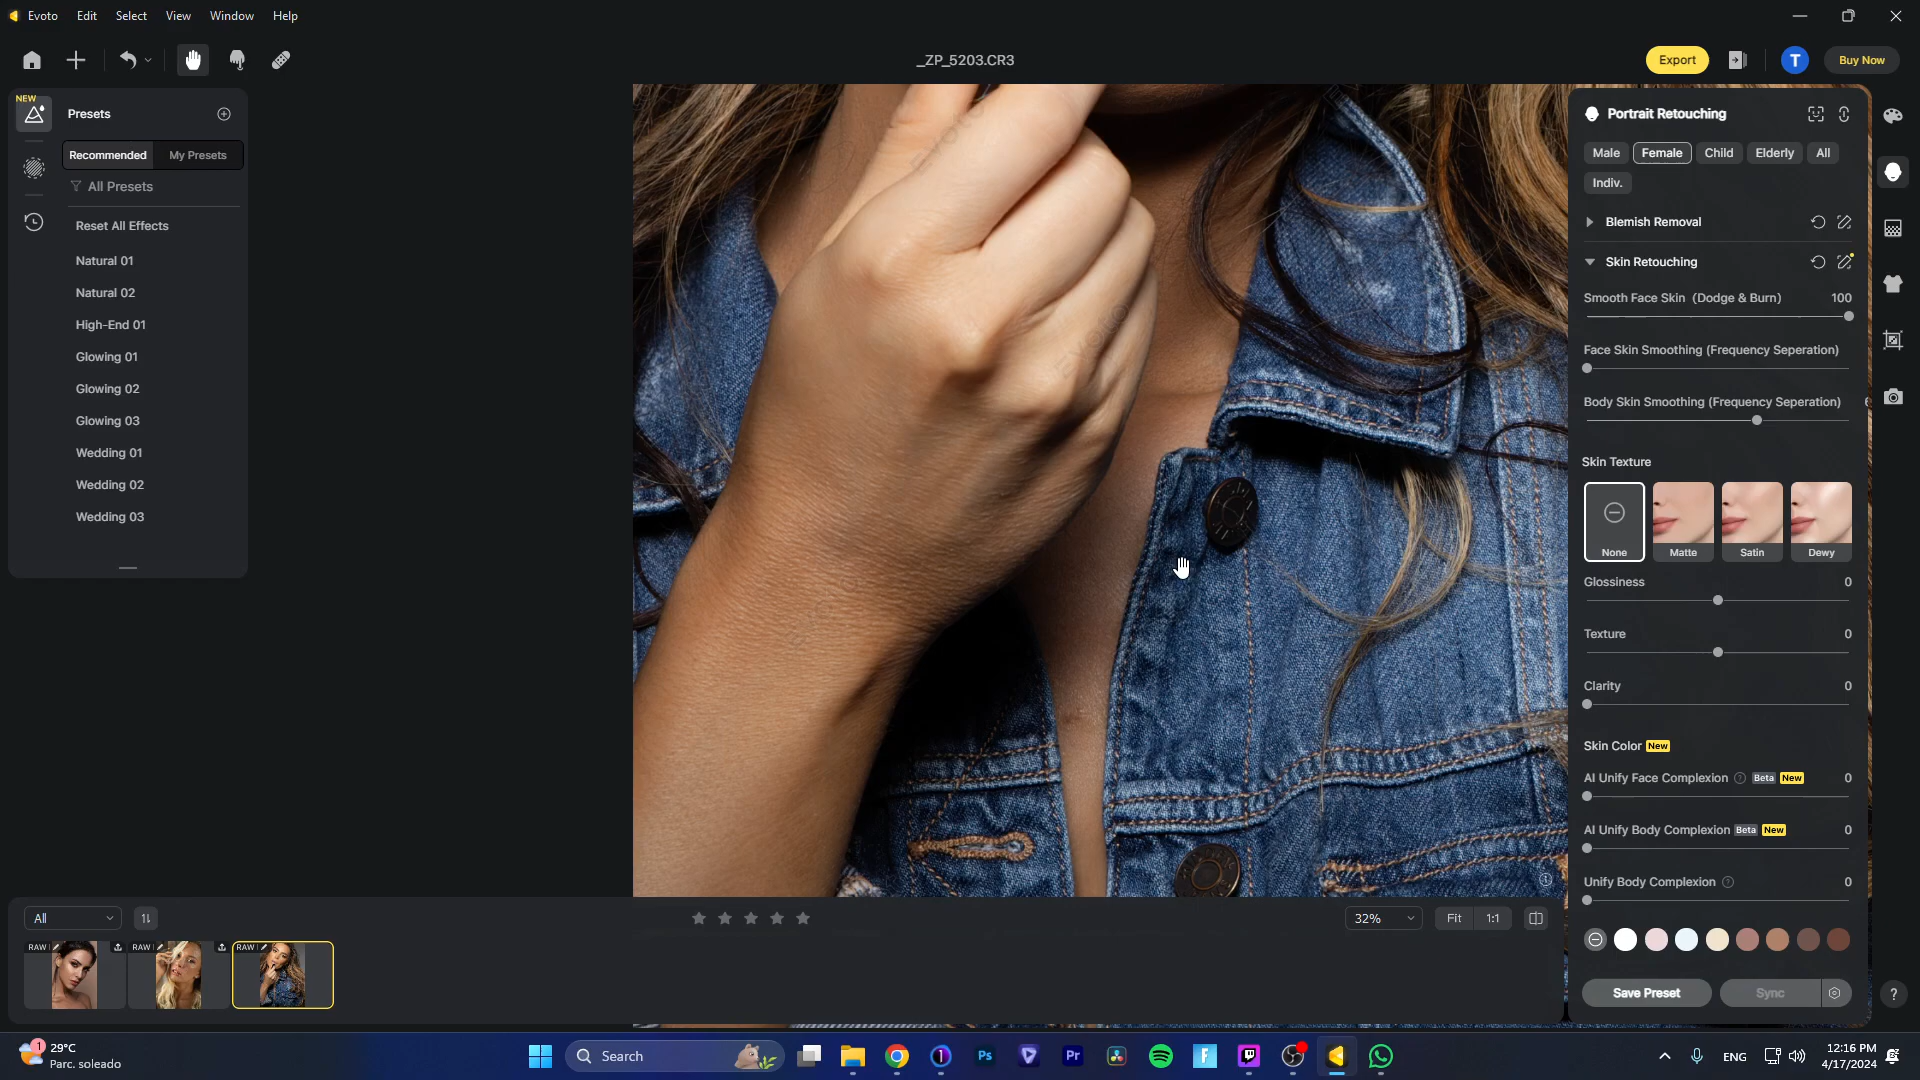 Evoto Edit Select View Window Help
_ZP_5203.CR3
Export
T
Buy Now
NEW
Presets
Recommended My Presets
All Presets
Reset All Effects
Natural 01
Natural 02
High-End 01
Glowing 01
Glowing 02
Glowing 03
Wedding 01
Wedding 02
Wedding 03
Portrait Retouching
Male Female Child Elderly All
Indiv.
Blemish Removal
Skin Retouching
Smooth Face Skin (Dodge & Burn) 100
Face Skin Smoothing (Frequency Seperation)
Body Skin Smoothing (Frequency Seperation)
Skin Texture
None Matte Satin Dewy
Glossiness 0
Texture 0
Clarity 0
Skin Color New
AI Unify Face Complexion ? Beta New 0
AI Unify Body Complexion Beta New 0
Unify Body Complexion ? 0
Save Preset Sync
?
All
32% Fit 1:1
RAW RAW RAW
1 29°C
Parc. soleado
Search
Ps Pr
ENG
12:16 PM
4/17/2024